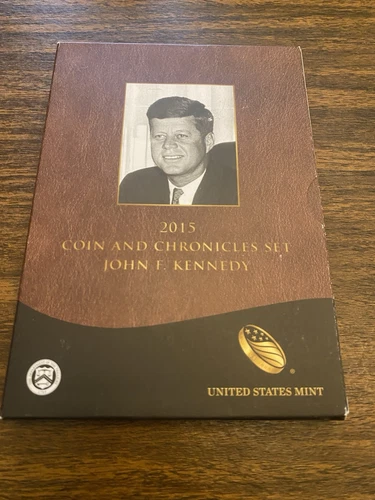 2015
COIN AND CHRONICLES SET
JOHN F. KENNEDY
UNITED STATES MINT